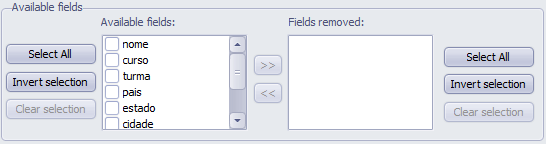 Available fields
Available fields:
Fields removed:
Select All
Invert selection
Clear selection
nome
curso
turma
pais
estado
cidade
>>
<<
Select All
Invert selection
Clear selection